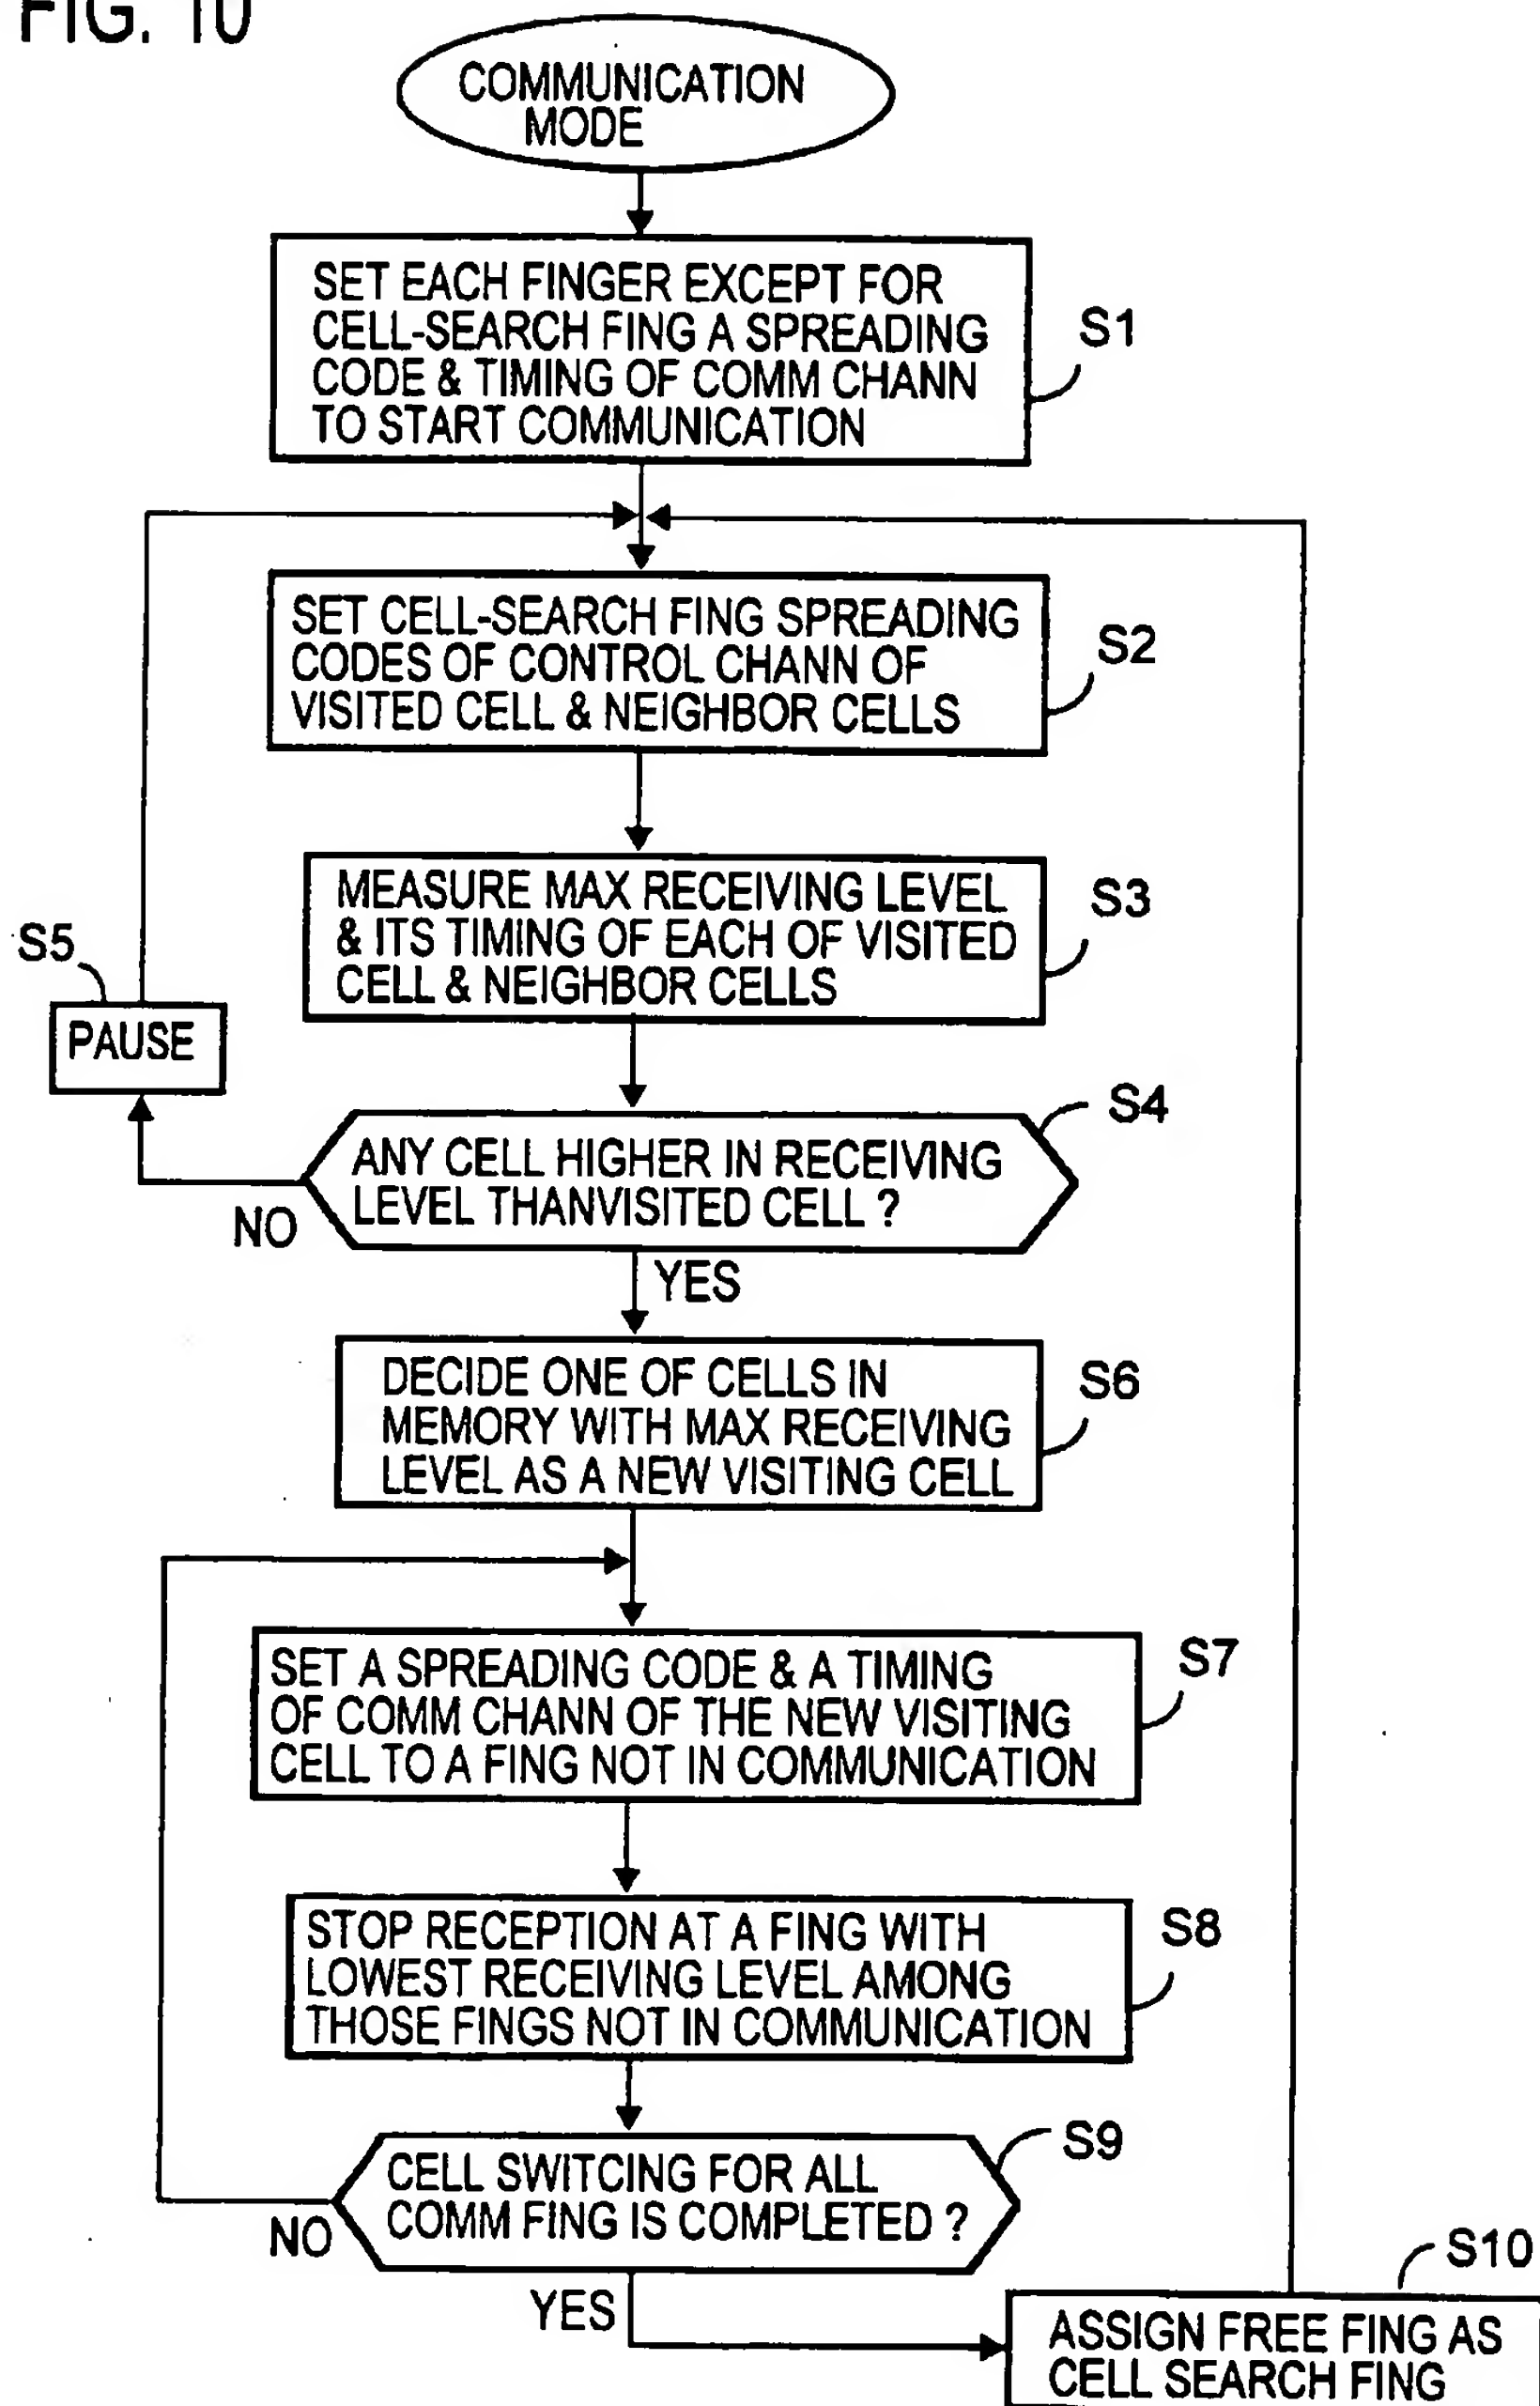 FIG. 10
COMMUNICATION
MODE
SET EACH FINGER EXCEPT FOR
CELL-SEARCH FING A SPREADING
CODE & TIMING OF COMM CHANN
TO START COMMUNICATION
S1
SET CELL-SEARCH FING SPREADING
CODES OF CONTROL CHANN OF
VISITED CELL & NEIGHBOR CELLS
S2
MEASURE MAX RECEIVING LEVEL
& ITS TIMING OF EACH OF VISITED
CELL & NEIGHBOR CELLS
S3
S5
PAUSE
ANY CELL HIGHER IN RECEIVING
LEVEL THANVISITED CELL ?
S4
NO
YES
DECIDE ONE OF CELLS IN
MEMORY WITH MAX RECEIVING
LEVEL AS A NEW VISITING CELL
S6
SET A SPREADING CODE & A TIMING
OF COMM CHANN OF THE NEW VISITING
CELL TO A FING NOT IN COMMUNICATION
S7
STOP RECEPTION AT A FING WITH
LOWEST RECEIVING LEVEL AMONG
THOSE FINGS NOT IN COMMUNICATION
S8
CELL SWITCING FOR ALL
COMM FING IS COMPLETED ?
S9
NO
YES
S10
ASSIGN FREE FING AS
CELL SEARCH FING